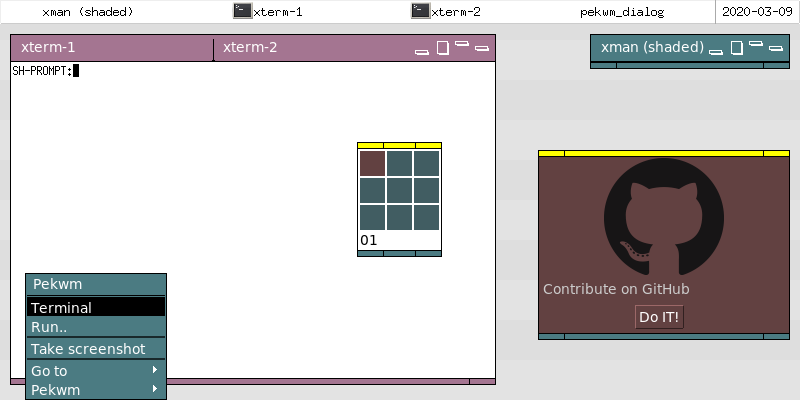 xman (shaded) xterm-1 xterm-2 pekwm_dialog 2020-03-09
xterm-1 xterm-2
xman (shaded)
SH-PROMPT:
01
Contribute on GitHub
Do IT!
Pekwm
Terminal
Run..
Take screenshot
Go to
Pekwm